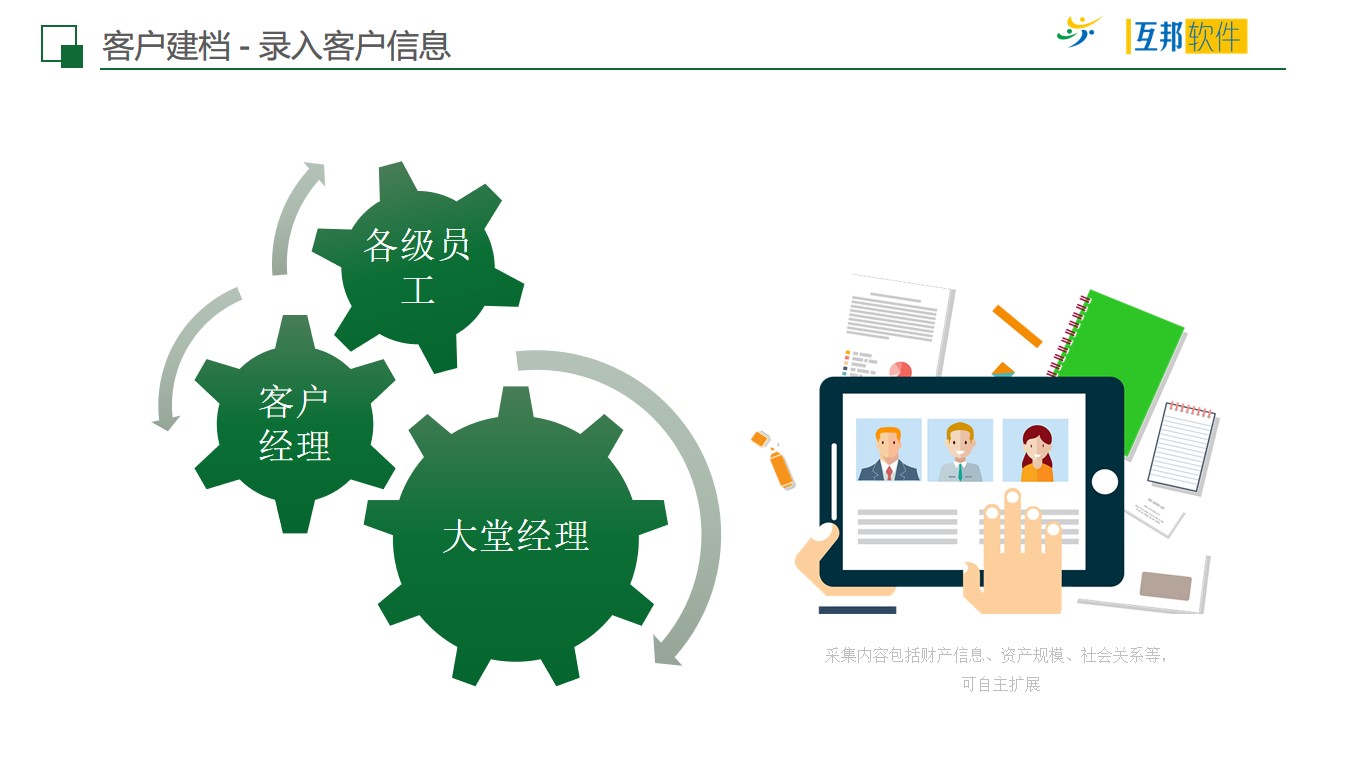 客户建档 - 录入客户信息
互邦软件
各级员
工
客户
经理
大堂经理
采集内容包括财产信息、资产规模、社会关系等，
可自主扩展